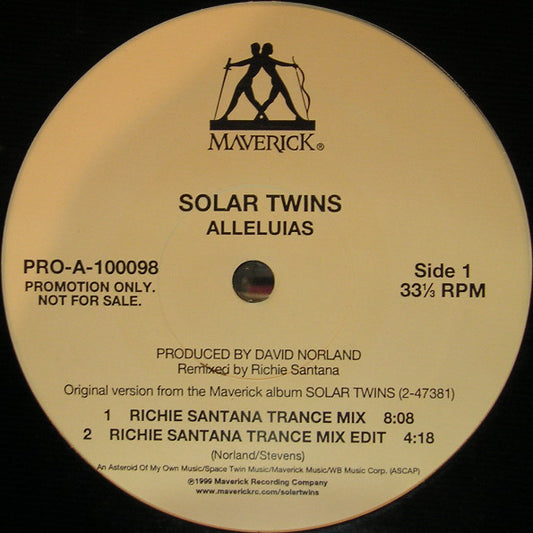 MAVERICK®
SOLAR TWINS
ALLELUIAS
PRO-A-100098
PROMOTION ONLY.
NOT FOR SALE.
Side 1
33⅓ RPM
PRODUCED BY DAVID NORLAND
Remixed by Richie Santana
Original version from the Maverick album SOLAR TWINS (2-47381)
1 RICHIE SANTANA TRANCE MIX 8:08
2 RICHIE SANTANA TRANCE MIX EDIT 4:18
(Norland/Stevens)
An Asteroid Of My Own Music/Space Twin Music/Maverick Music/WB Music Corp. (ASCAP)
℗1999 Maverick Recording Company
www.maverickrc.com/solartwins